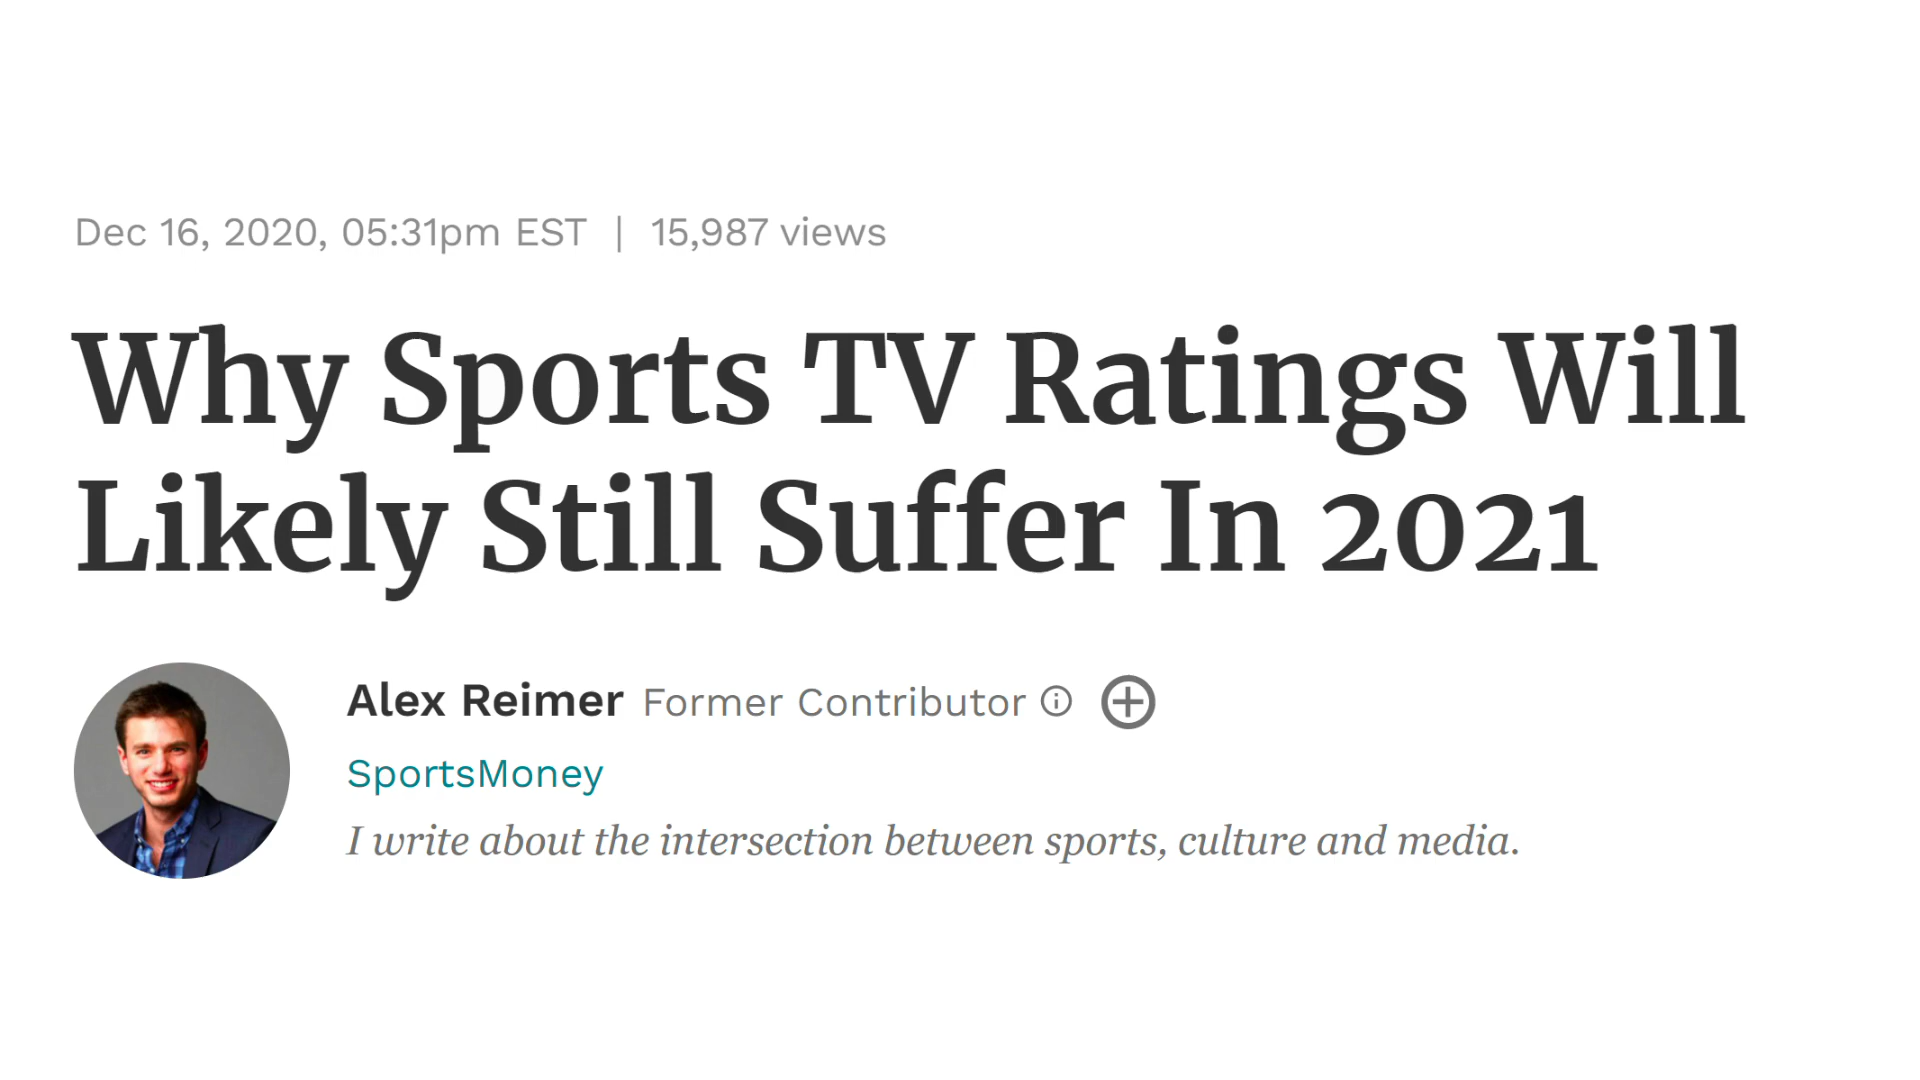 Dec 16, 2020, 05:31pm EST | 15,987 views
Why Sports TV Ratings Will
Likely Still Suffer In 2021
Alex Reimer Former Contributor
SportsMoney
I write about the intersection between sports, culture and media.